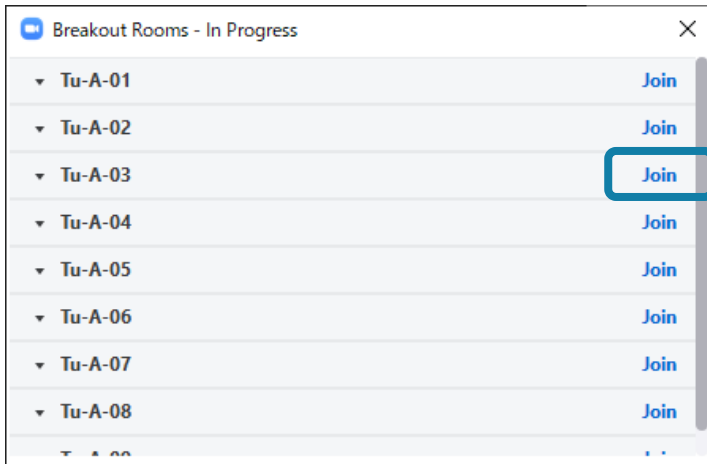 Breakout Rooms - In Progress
Tu-A-01 Join
Tu-A-02 Join
Tu-A-03 Join
Tu-A-04 Join
Tu-A-05 Join
Tu-A-06 Join
Tu-A-07 Join
Tu-A-08 Join